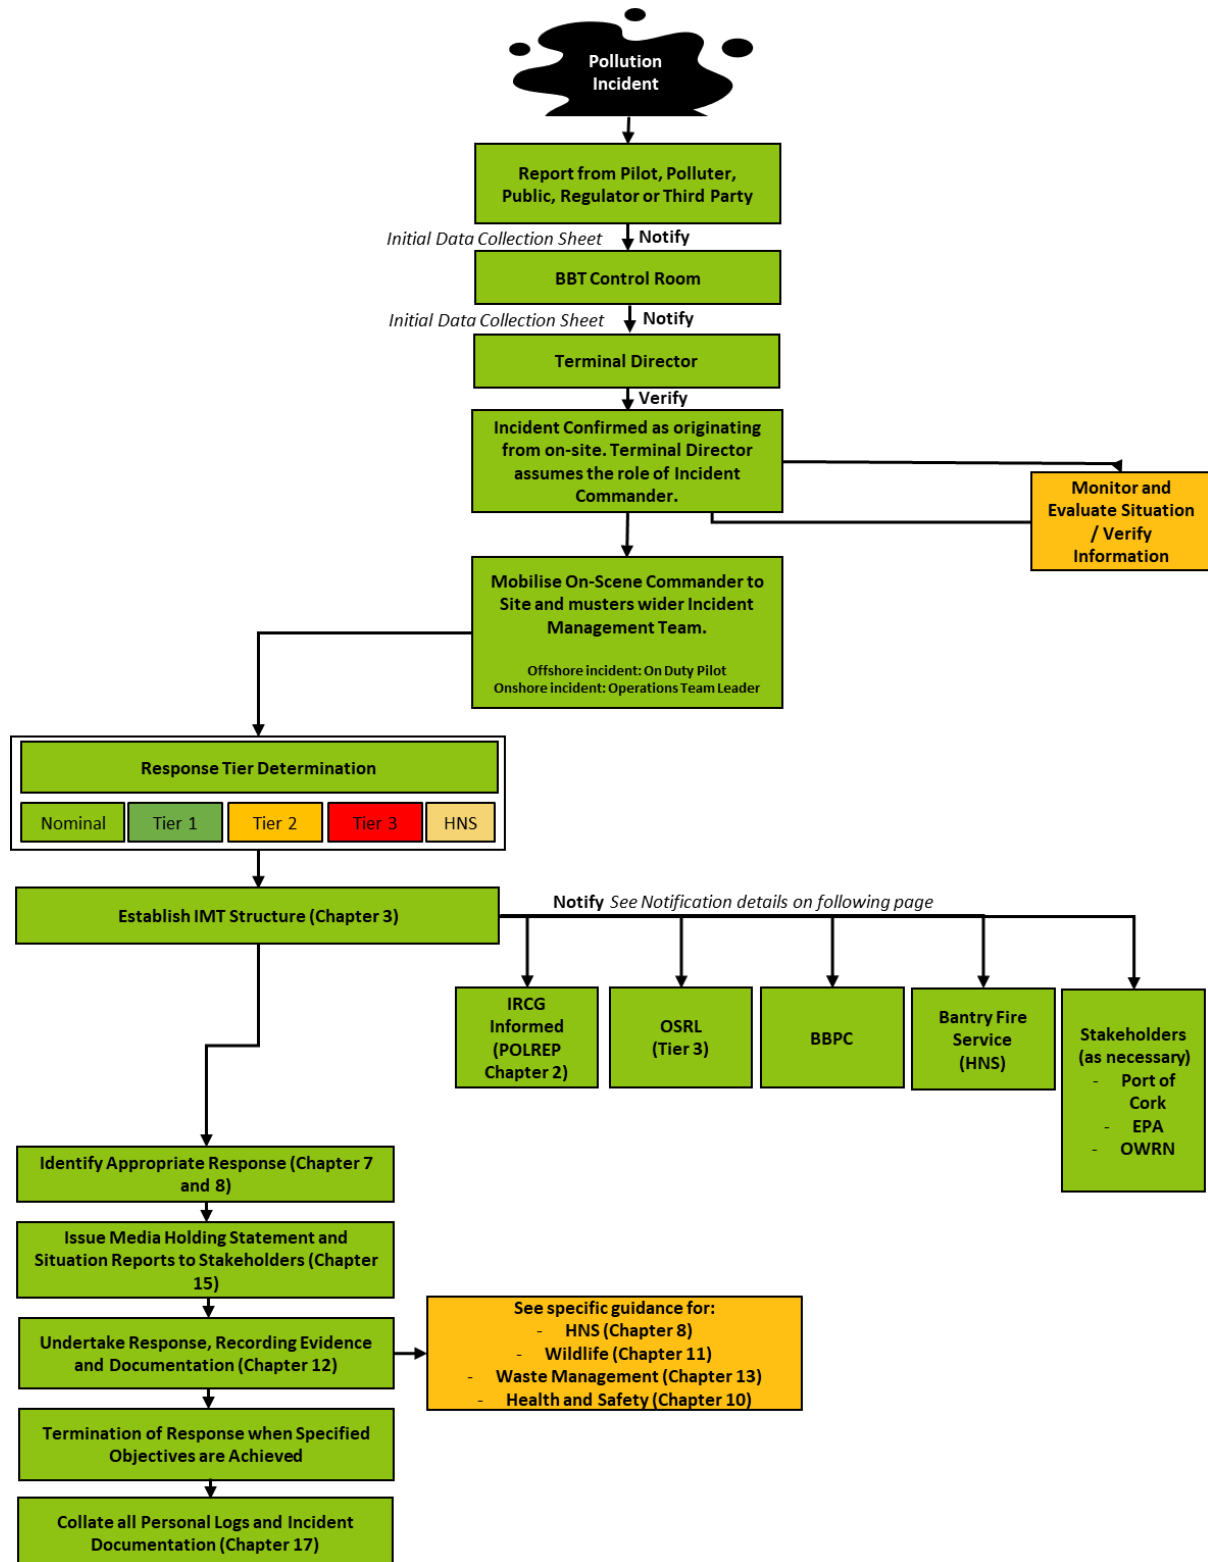 Pollution
Incident
Report from Pilot, Polluter,
Public, Regulator or Third Party
Initial Data Collection Sheet
Notify
BBT Control Room
Initial Data Collection Sheet
Notify
Terminal Director
Verify
Incident Confirmed as originating
from on-site. Terminal Director
assumes the role of Incident
Commander.
Monitor and
Evaluate Situation
/ Verify
Information
Mobilise On-Scene Commander to
Site and musters wider Incident
Management Team.
Offshore incident: On Duty Pilot
Onshore incident: Operations Team Leader
Response Tier Determination
Nominal
Tier 1
Tier 2
Tier 3
HNS
Establish IMT Structure (Chapter 3)
Notify See Notification details on following page
IRCG
Informed
(POLREP
Chapter 2)
OSRL
(Tier 3)
BBPC
Bantry Fire
Service
(HNS)
Stakeholders
(as necessary)
- Port of
Cork
- EPA
- OWRN
Identify Appropriate Response (Chapter 7
and 8)
Issue Media Holding Statement and
Situation Reports to Stakeholders (Chapter
15)
Undertake Response, Recording Evidence
and Documentation (Chapter 12)
See specific guidance for:
- HNS (Chapter 8)
- Wildlife (Chapter 11)
- Waste Management (Chapter 13)
- Health and Safety (Chapter 10)
Termination of Response when Specified
Objectives are Achieved
Collate all Personal Logs and Incident
Documentation (Chapter 17)